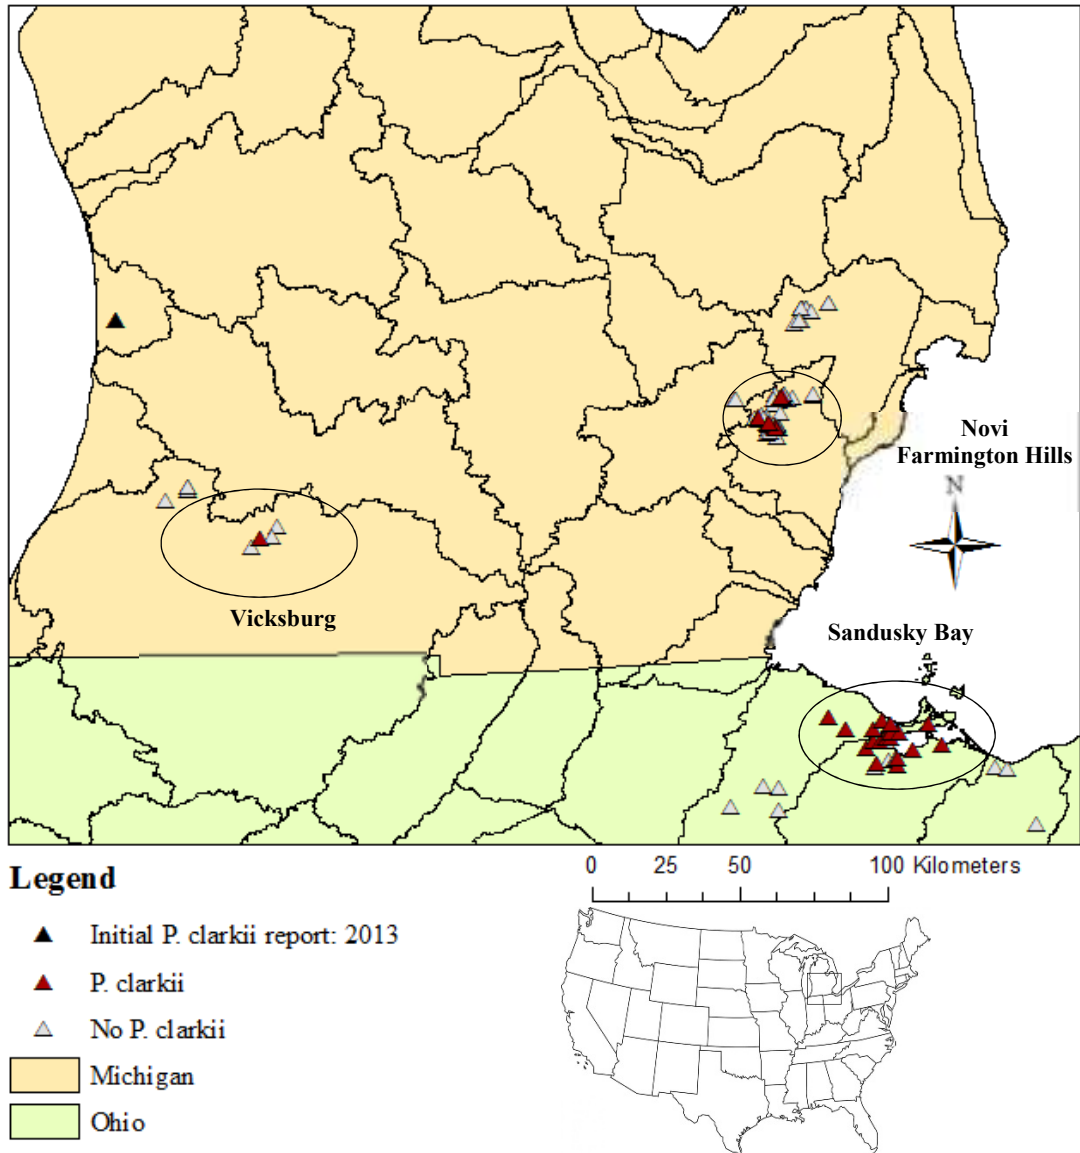 Novi
Farmington Hills
N
Vicksburg
Sandusky Bay
Legend
0 25 50 100 Kilometers
Initial P. clarkii report: 2013
P. clarkii
No P. clarkii
Michigan
Ohio